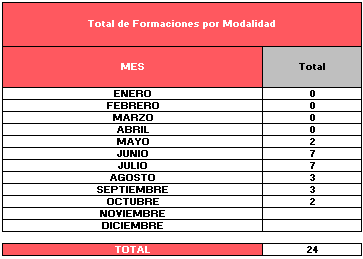 Total de Formaciones por Modalidad
MES Total
ENERO 0
FEBRERO 0
MARZO 0
ABRIL 0
MAYO 2
JUNIO 7
JULIO 7
AGOSTO 3
SEPTIEMBRE 3
OCTUBRE 2
NOVIEMBRE
DICIEMBRE
TOTAL 24